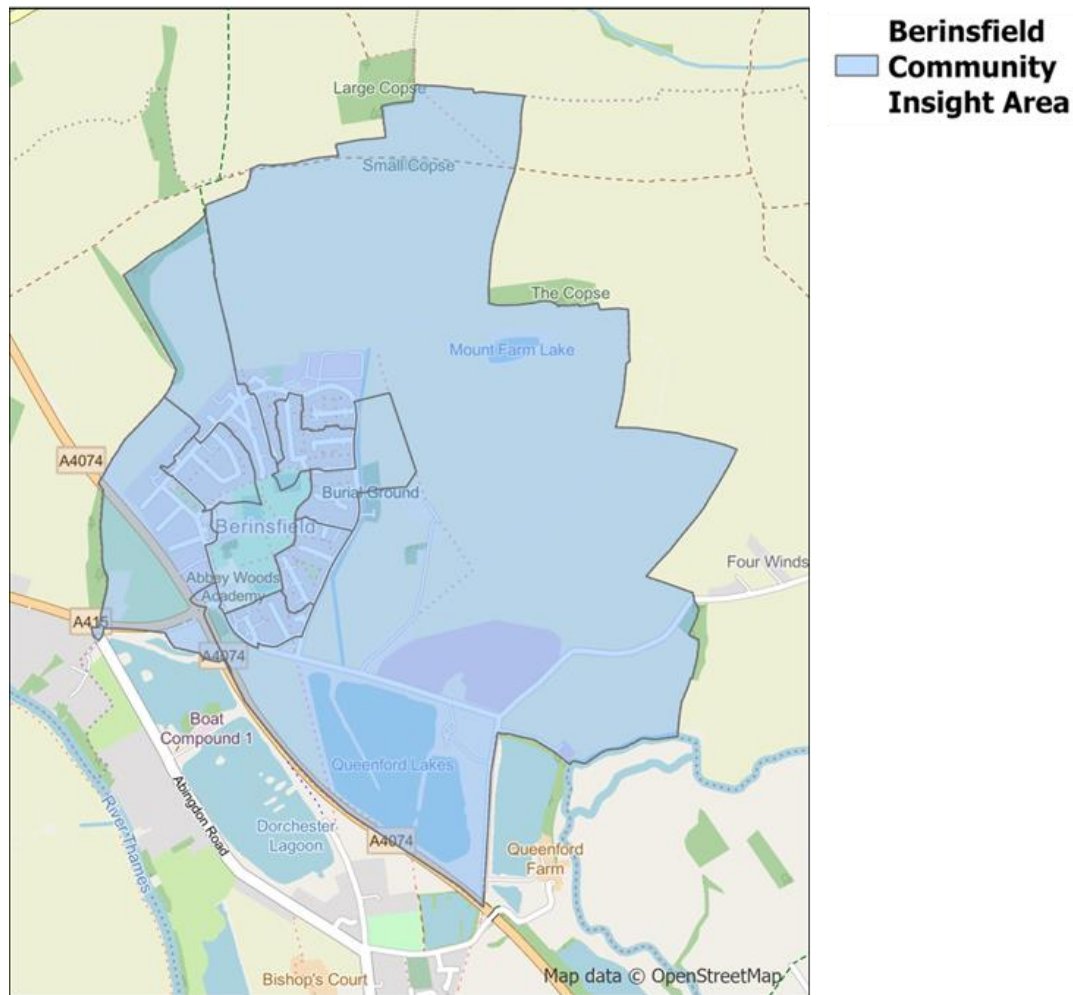 Berinsfield
Community
Insight Area
Large Copse
Small Copse
The Copse
Mount Farm Lake
A4074
Burial Ground
Berinsfield
Four Winds
Abbey Woods
Academy
A415
A4074
Boat
Compound 1
Queenford Lakes
Abingdon Road
River Thames
Dorchester
Lagoon
A4074
Queenford
Farm
Bishop's Court
Map data © OpenStreetMap